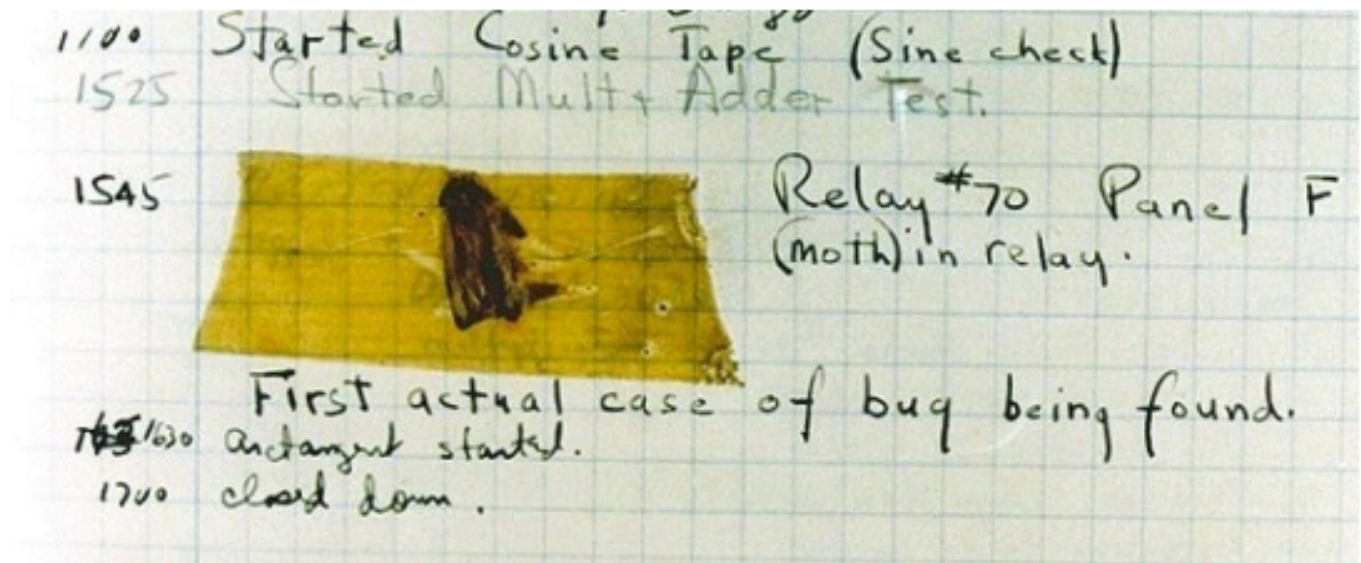 1100 Started Cosine Tape (Sine check)
1525 Started Mult + Adder Test.
1545 Relay #70 Panel F
(moth) in relay.
First actual case of bug being found.
1630 arctangent started.
1700 closed down.